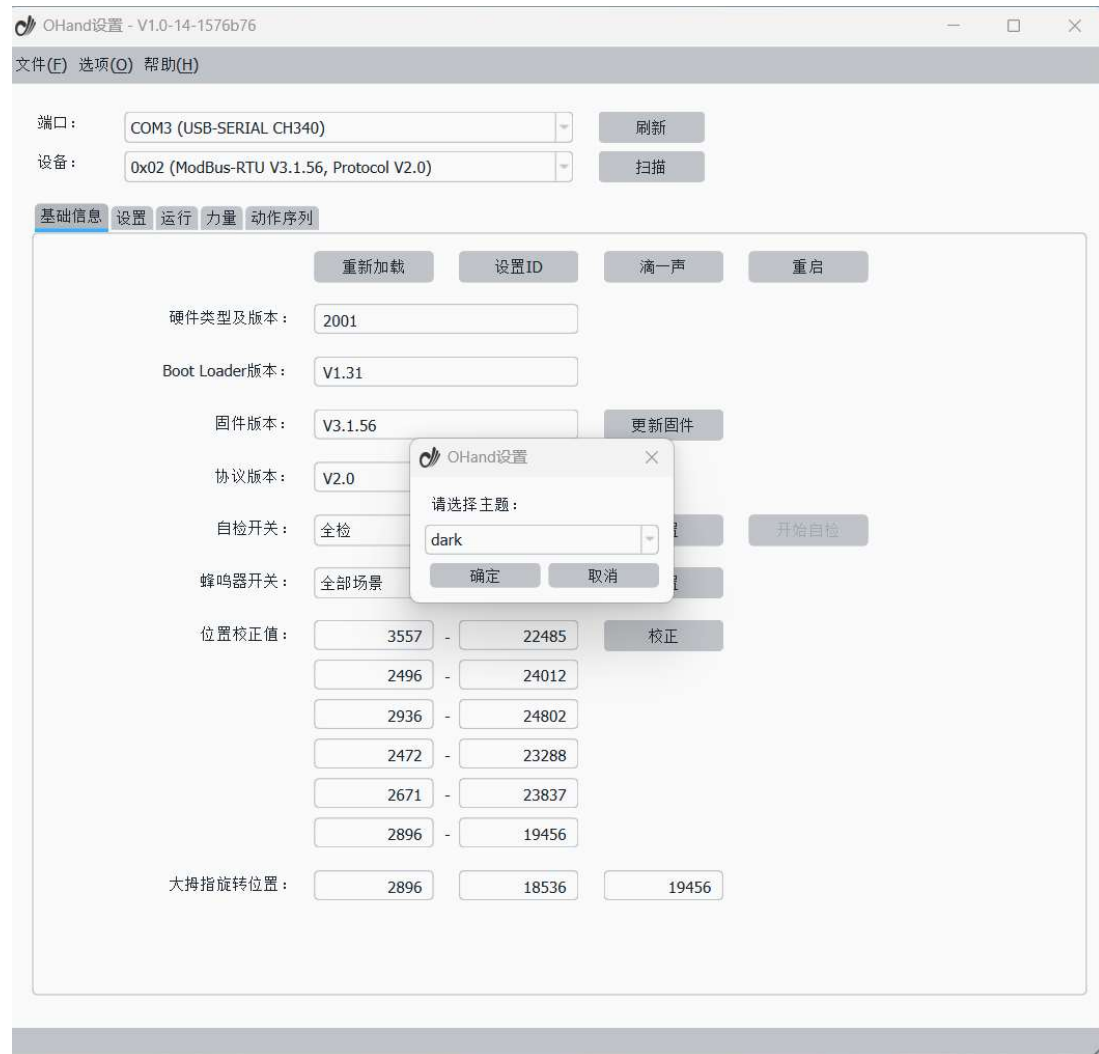 OHand设置 - V1.0-14-1576b76
文件(F) 选项(O) 帮助(H)
端口： COM3 (USB-SERIAL CH340) 刷新
设备： 0x02 (ModBus-RTU V3.1.56, Protocol V2.0) 扫描
基础信息 设置 运行 力量 动作序列
重新加载 设置ID 滴一声 重启
硬件类型及版本： 2001
Boot Loader版本： V1.31
固件版本： V3.1.56 更新固件
OHand设置
协议版本： V2.0
请选择主题：
自检开关： 全检 开始自检
dark
确定 取消
蜂鸣器开关： 全部场景
位置校正值： 3557 - 22485 校正
2496 - 24012
2936 - 24802
2472 - 23288
2671 - 23837
2896 - 19456
大拇指旋转位置： 2896 18536 19456